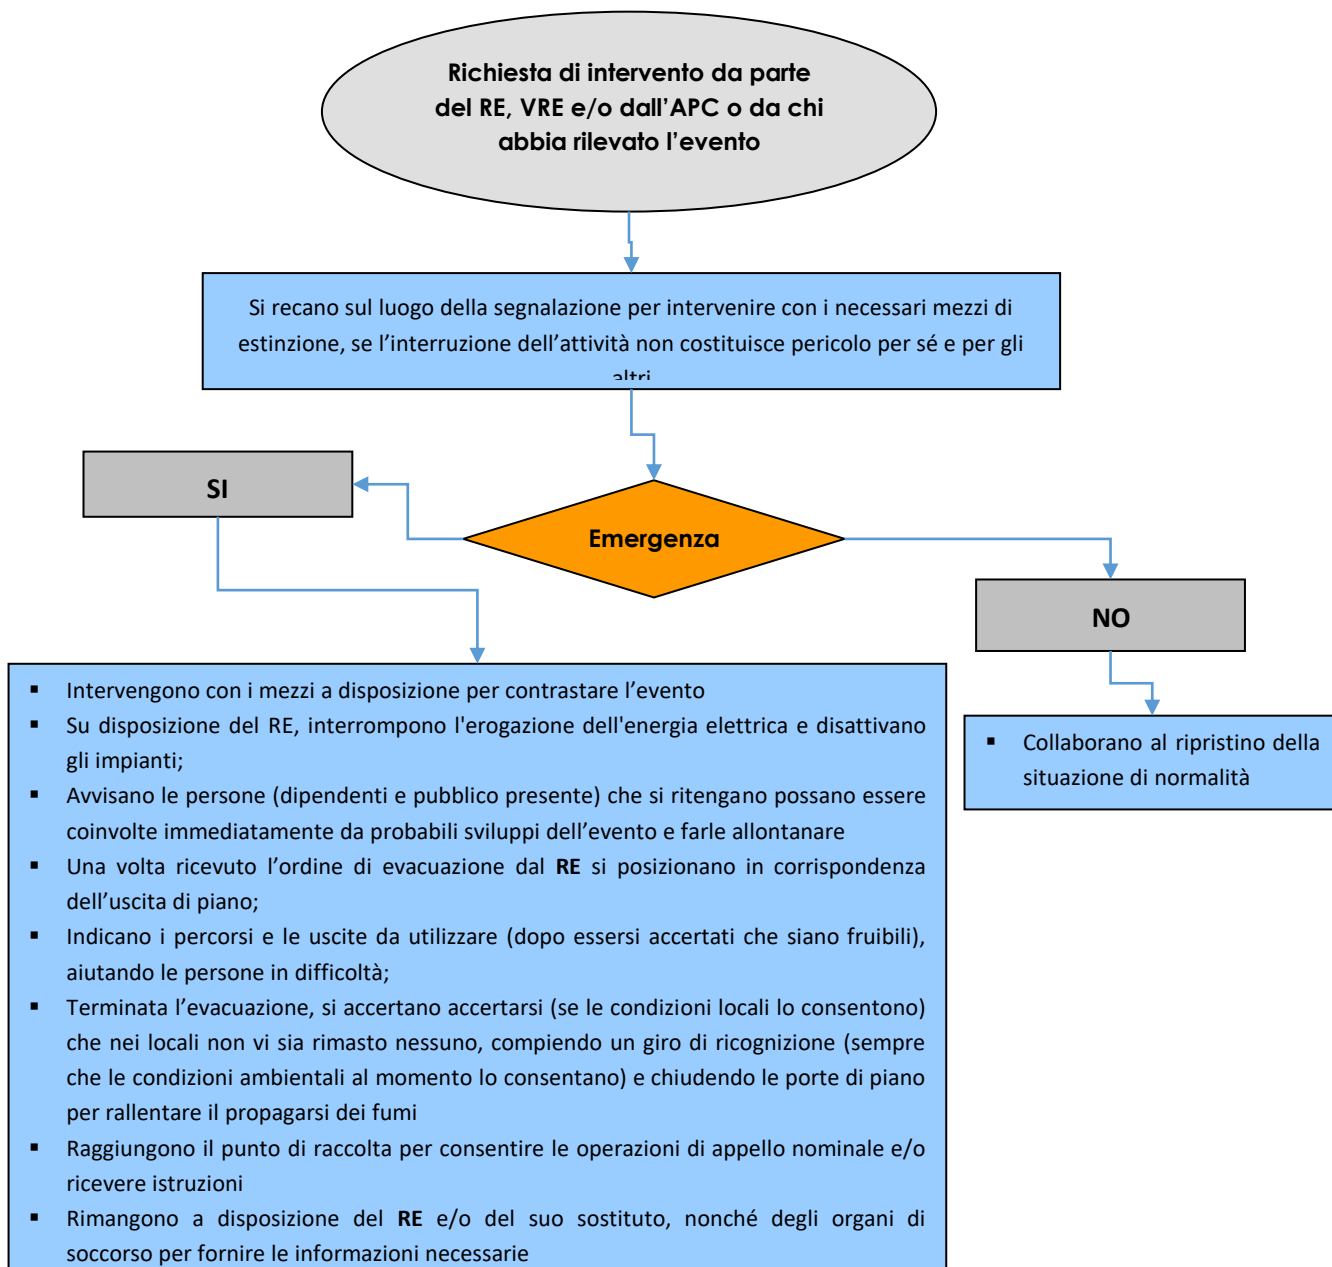 Richiesta di intervento da parte
del RE, VRE e/o dall’APC o da chi
abbia rilevato l’evento
Si recano sul luogo della segnalazione per intervenire con i necessari mezzi di
estinzione, se l’interruzione dell’attività non costituisce pericolo per sé e per gli
altri
SI
Emergenza
NO
▪ Intervengono con i mezzi a disposizione per contrastare l’evento
▪ Su disposizione del RE, interrompono l'erogazione dell'energia elettrica e disattivano
gli impianti;
▪ Avvisano le persone (dipendenti e pubblico presente) che si ritengano possano essere
coinvolte immediatamente da probabili sviluppi dell’evento e farle allontanare
▪ Una volta ricevuto l’ordine di evacuazione dal RE si posizionano in corrispondenza
dell’uscita di piano;
▪ Indicano i percorsi e le uscite da utilizzare (dopo essersi accertati che siano fruibili),
aiutando le persone in difficoltà;
▪ Terminata l’evacuazione, si accertano accertarsi (se le condizioni locali lo consentono)
che nei locali non vi sia rimasto nessuno, compiendo un giro di ricognizione (sempre
che le condizioni ambientali al momento lo consentano) e chiudendo le porte di piano
per rallentare il propagarsi dei fumi
▪ Raggiungono il punto di raccolta per consentire le operazioni di appello nominale e/o
ricevere istruzioni
▪ Rimangono a disposizione del RE e/o del suo sostituto, nonché degli organi di
soccorso per fornire le informazioni necessarie
▪ Collaborano al ripristino della
situazione di normalità